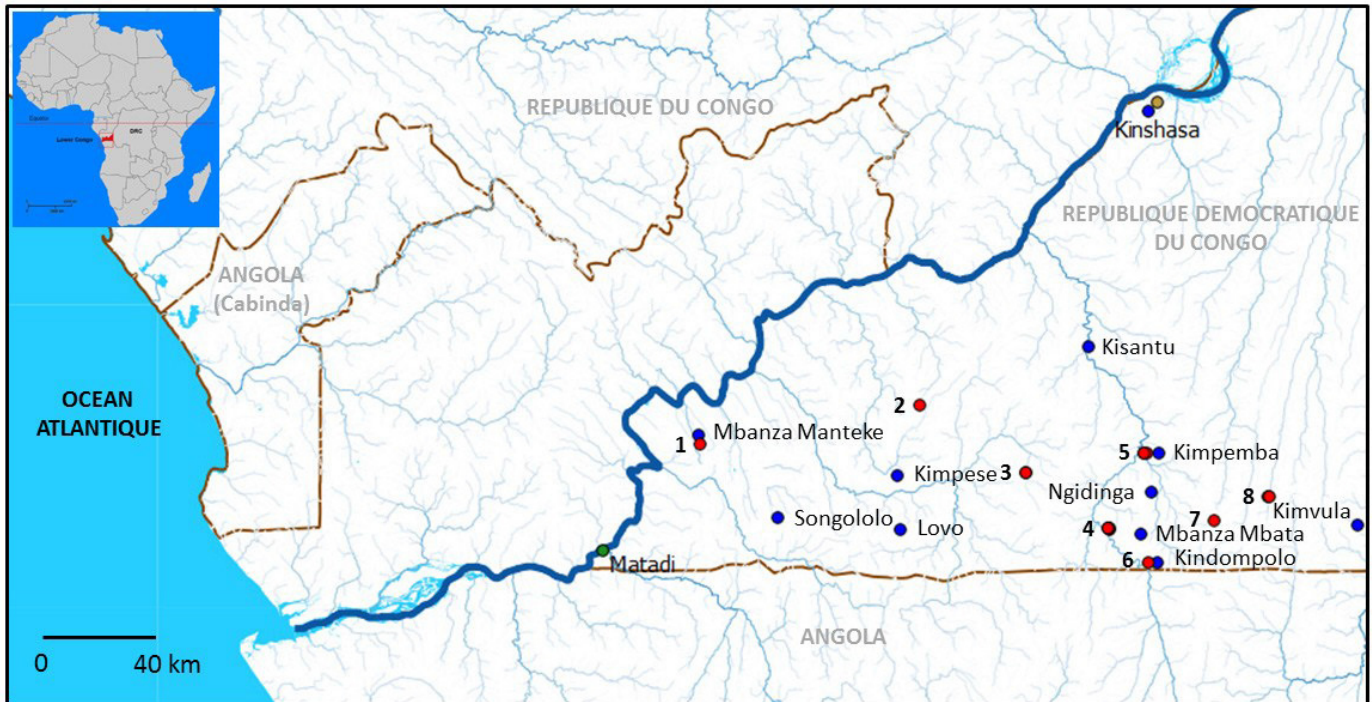 Equator
DRC
Lower Congo
REPUBLIQUE DU CONGO
Kinshasa
REPUBLIQUE DEMOCRATIQUE
DU CONGO
ANGOLA
(Cabinda)
Kisantu
OCEAN
ATLANTIQUE
2
Mbanza Manteke
1
5
Kimpemba
Kimpese
3
Ngidinga
8
Kimvula
Songololo
Lovo
7
4
Mbanza Mbata
Matadi
6
Kindompolo
ANGOLA
0
40 km